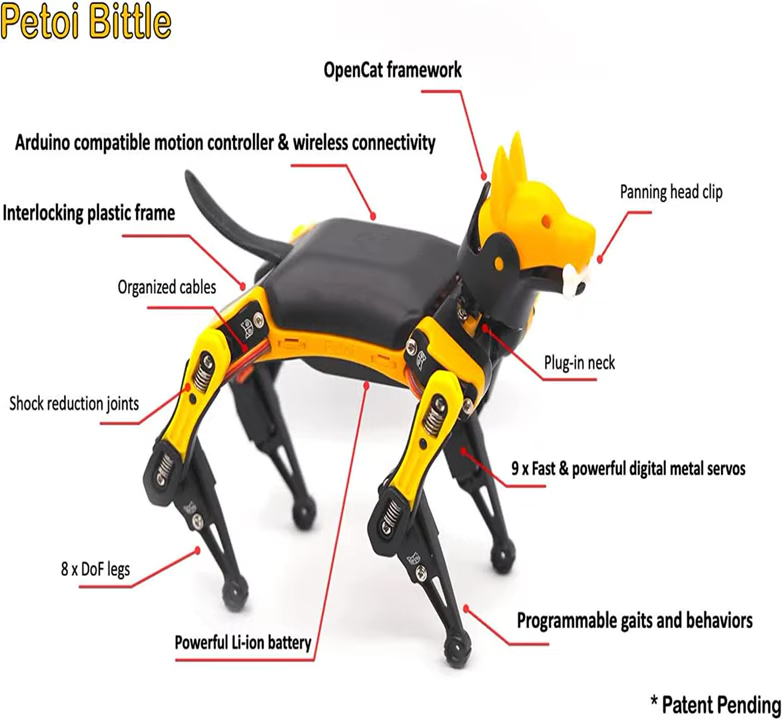 Petoi Bittle
OpenCat framework
Arduino compatible motion controller & wireless connectivity
Panning head clip
Interlocking plastic frame
Organized cables
Plug-in neck
Shock reduction joints
9 x Fast & powerful digital metal servos
8 x DoF legs
Programmable gaits and behaviors
Powerful Li-ion battery
* Patent Pending